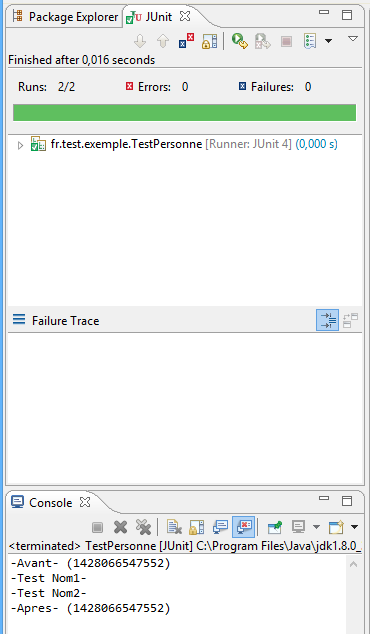 Package Explorer JUnit
Finished after 0,016 seconds
Runs: 2/2 Errors: 0 Failures: 0
fr.test.exemple.TestPersonne [Runner: JUnit 4] (0,000 s)
Failure Trace
Console
<terminated> TestPersonne [JUnit] C:\Program Files\Java\jdk1.8.0_
-Avant- (1428066547552)
-Test Nom1-
-Test Nom2-
-Apres- (1428066547552)